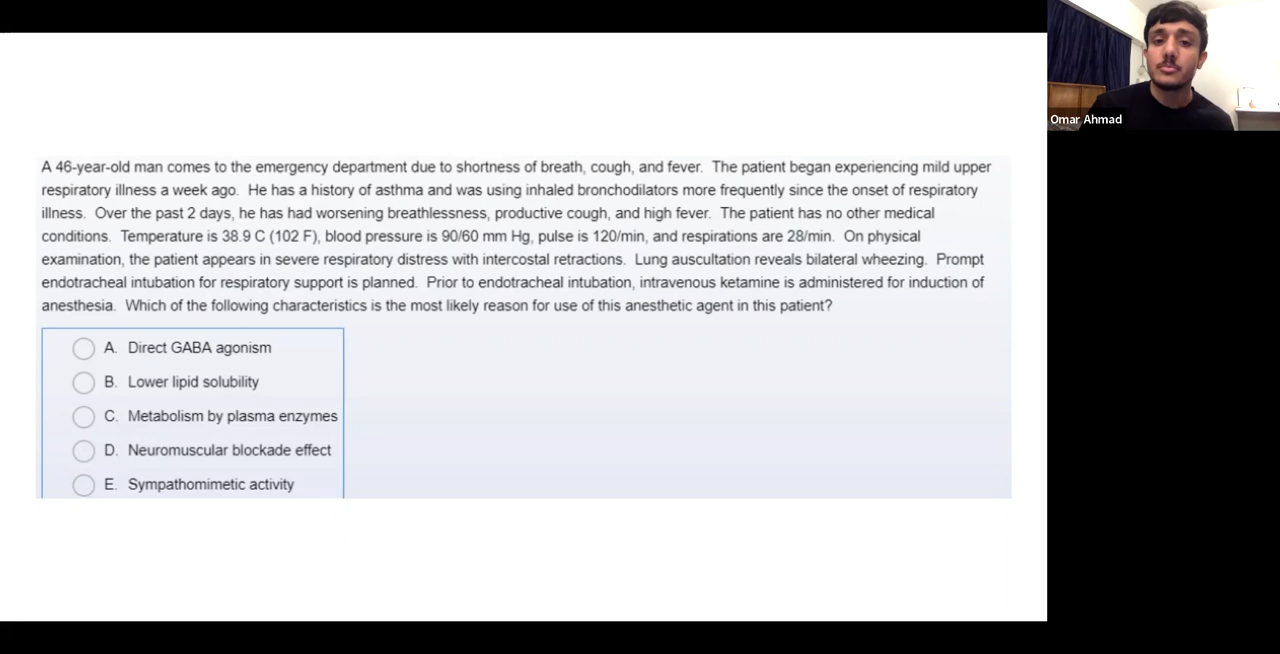 A 46-year-old man comes to the emergency department due to shortness of breath, cough, and fever. The patient began experiencing mild upper
respiratory illness a week ago. He has a history of asthma and was using inhaled bronchodilators more frequently since the onset of respiratory
illness. Over the past 2 days, he has had worsening breathlessness, productive cough, and high fever. The patient has no other medical
conditions. Temperature is 38.9 C (102 F), blood pressure is 90/60 mm Hg, pulse is 120/min, and respirations are 28/min. On physical
examination, the patient appears in severe respiratory distress with intercostal retractions. Lung auscultation reveals bilateral wheezing. Prompt
endotracheal intubation for respiratory support is planned. Prior to endotracheal intubation, intravenous ketamine is administered for induction of
anesthesia. Which of the following characteristics is the most likely reason for use of this anesthetic agent in this patient?
A. Direct GABA agonism
B. Lower lipid solubility
C. Metabolism by plasma enzymes
D. Neuromuscular blockade effect
E. Sympathomimetic activity
Omar Ahmad